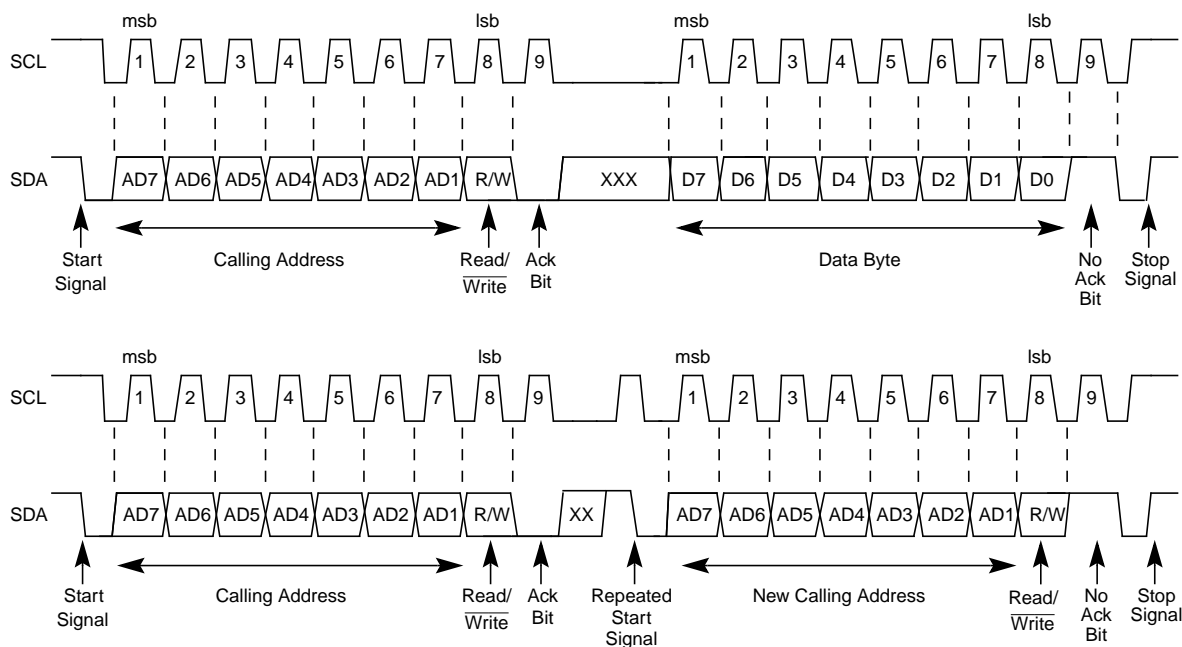 msb lsb msb lsb
SCL 1 2 3 4 5 6 7 8 9 1 2 3 4 5 6 7 8 9
SDA AD7 AD6 AD5 AD4 AD3 AD2 AD1 R/W XXX D7 D6 D5 D4 D3 D2 D1 D0
Start Calling Address Read/ Ack Data Byte No Stop
Signal Write Bit Ack Signal
Bit
msb lsb msb lsb
SCL 1 2 3 4 5 6 7 8 9 1 2 3 4 5 6 7 8 9
SDA AD7 AD6 AD5 AD4 AD3 AD2 AD1 R/W XX AD7 AD6 AD5 AD4 AD3 AD2 AD1 R/W
Start Calling Address Read/ Ack Repeated New Calling Address Read/ No Stop
Signal Write Bit Start Write Ack Signal
Signal Bit